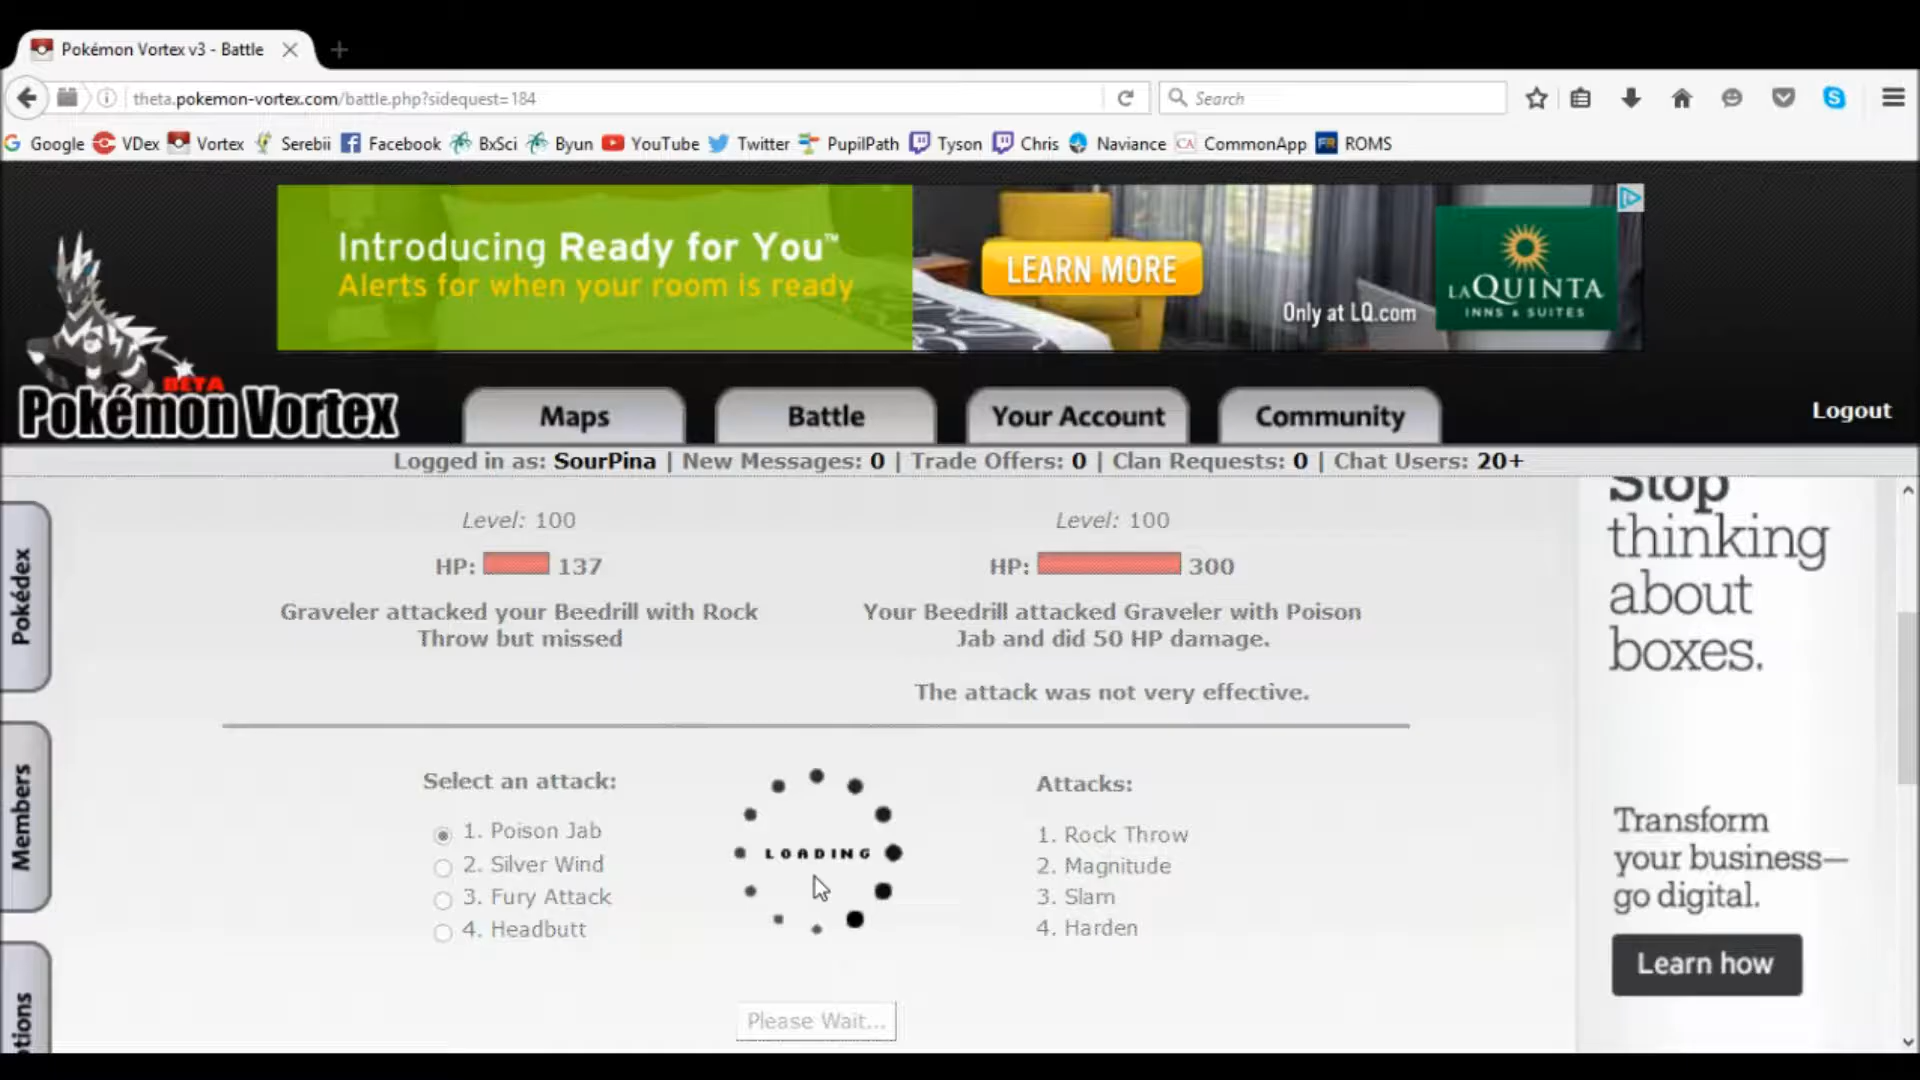 Pokémon Vortex v3 - Battle
theta.pokemon-vortex.com/battle.php?sidequest=184
Search
Google VDex Vortex Serebii Facebook BxSci Byun YouTube Twitter PupilPath Tyson Chris Naviance CA CommonApp FR ROMS
Introducing Ready for You™
Alerts for when your room is ready
LEARN MORE
Only at LQ.com
LAQUINTA
INNS & SUITES
BETA
Pokémon Vortex
Maps
Battle
Your Account
Community
Logout
Logged in as: SourPina | New Messages: 0 | Trade Offers: 0 | Clan Requests: 0 | Chat Users: 20+
Pokédex
Members
tions
Level: 100
HP: 137
Graveler attacked your Beedrill with Rock
Throw but missed
Level: 100
HP: 300
Your Beedrill attacked Graveler with Poison
Jab and did 50 HP damage.
The attack was not very effective.
Select an attack:
1. Poison Jab
2. Silver Wind
3. Fury Attack
4. Headbutt
LOADING
Attacks:
1. Rock Throw
2. Magnitude
3. Slam
4. Harden
Please Wait...
Stop
thinking
about
boxes.
Transform
your business—
go digital.
Learn how